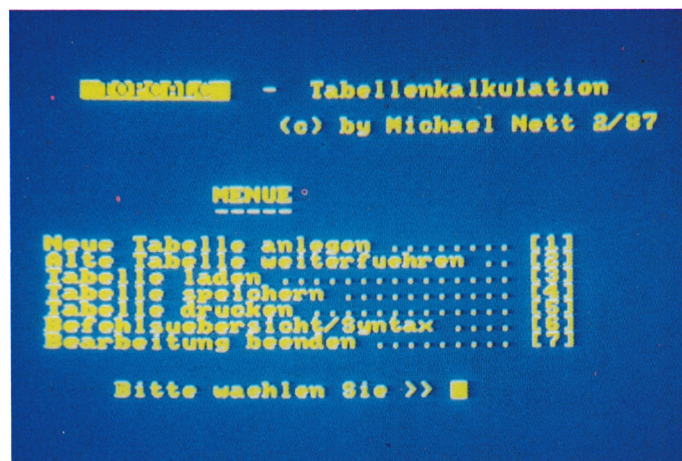 TOPCALC - Tabellenkalkulation
(c) by Michael Nett 2/87
MENUE
Neue Tabelle anlegen ........ [1]
Alte Tabelle weiterfuehren .. [2]
Tabelle laden ............... [3]
Tabelle speichern ........... [4]
Tabelle drucken ............. [5]
Befehlsuebersicht/Syntax .... [6]
Bearbeitung beenden ......... [7]
Bitte waehlen Sie >>